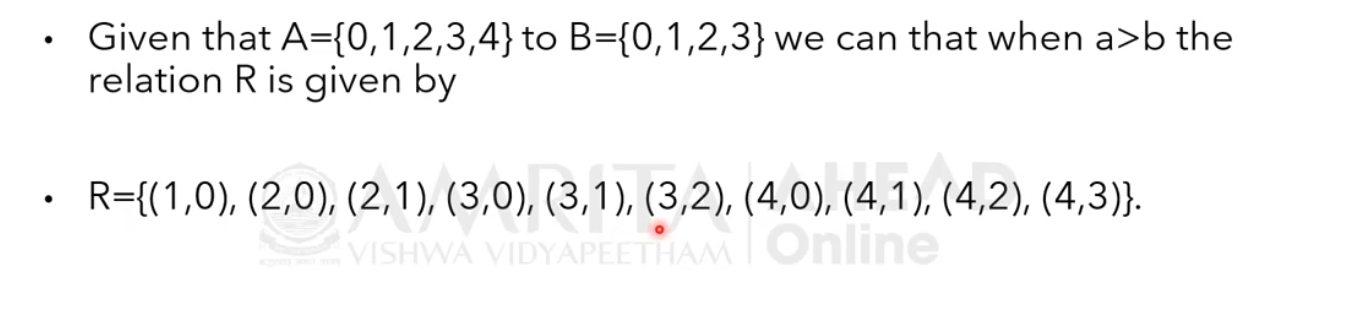 • Given that A={0,1,2,3,4} to B={0,1,2,3} we can that when a>b the
relation R is given by
• R={(1,0), (2,0), (2,1), (3,0), (3,1), (3,2), (4,0), (4,1), (4,2), (4,3)}.
AMRITA AHEAD
VISHWA VIDYAPEETHAM Online